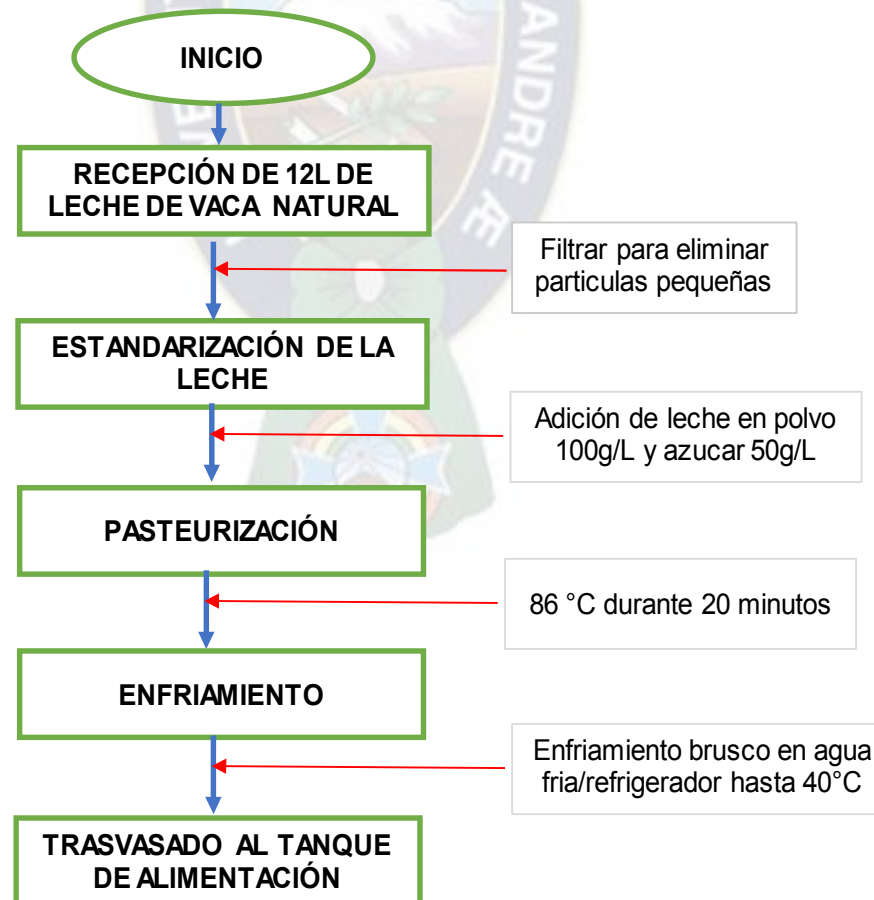 INICIO
RECEPCIÓN DE 12L DE
LECHE DE VACA NATURAL
Filtrar para eliminar
particulas pequeñas
ESTANDARIZACIÓN DE LA
LECHE
Adición de leche en polvo
100g/L y azucar 50g/L
PASTEURIZACIÓN
86 °C durante 20 minutos
ENFRIAMIENTO
Enfriamiento brusco en agua
fria/refrigerador hasta 40°C
TRASVASADO AL TANQUE
DE ALIMENTACIÓN